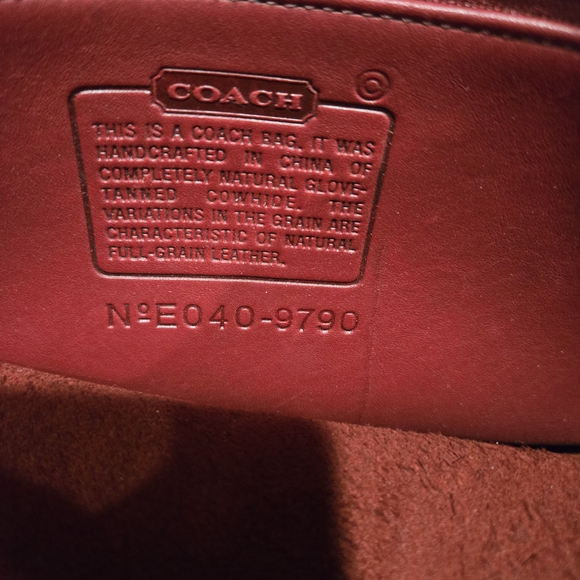 COACH
©
THIS IS A COACH BAG. IT WAS
HANDCRAFTED IN CHINA OF
COMPLETELY NATURAL GLOVE-
TANNED COWHIDE. THE
VARIATIONS IN THE GRAIN ARE
CHARACTERISTIC OF NATURAL
FULL-GRAIN LEATHER.
NºE040-9790